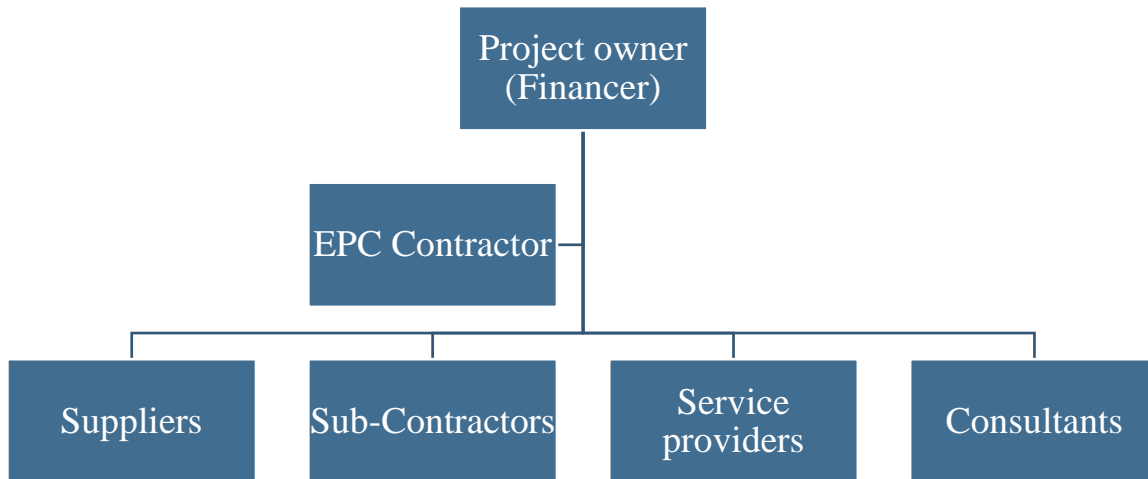 Project owner
(Financer)
EPC Contractor
Suppliers
Sub-Contractors
Service
providers
Consultants